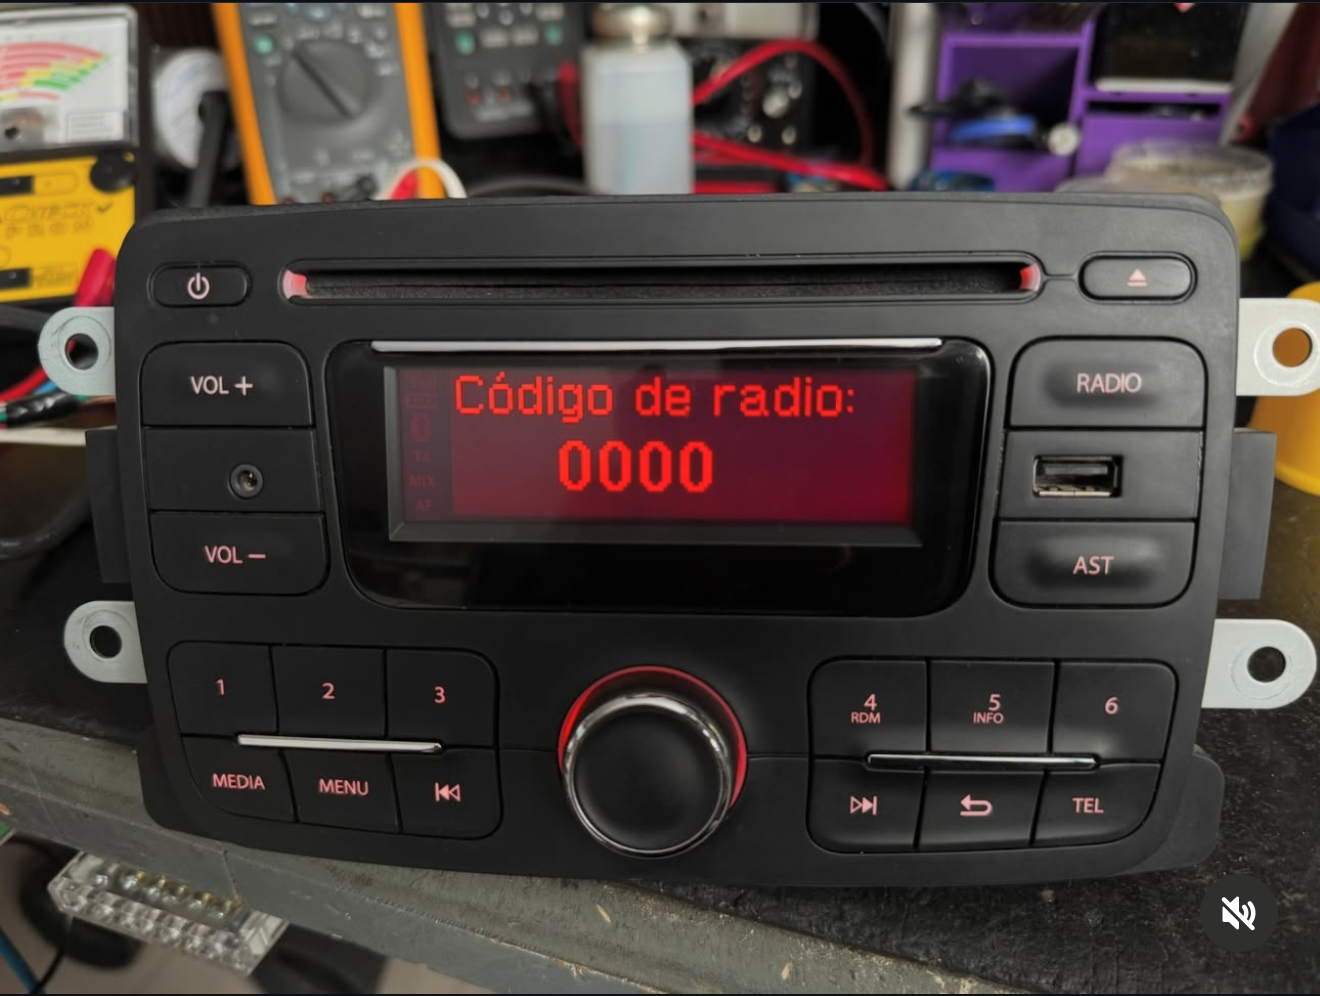 VOL +
Código de radio:
0000
RADIO
VOL −
AST
1
2
3
4
RDM
5
INFO
6
MEDIA
MENU
TEL